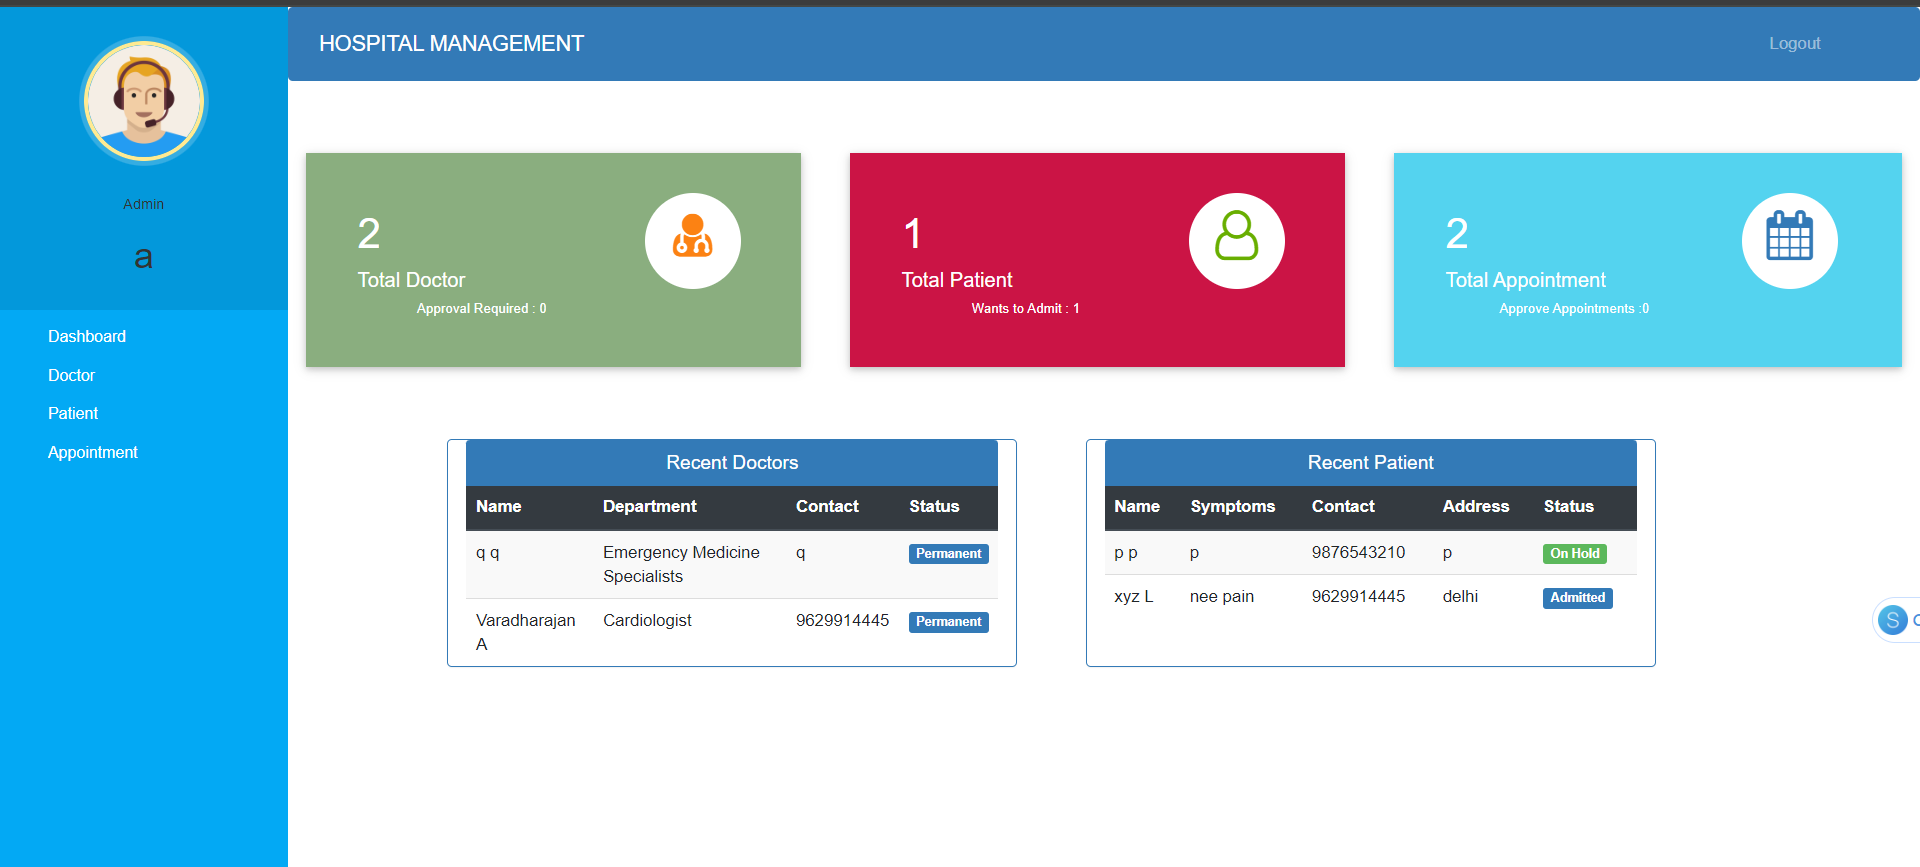 HOSPITAL MANAGEMENT
Logout
Admin
a
Dashboard
Doctor
Patient
Appointment
2
Total Doctor
Approval Required : 0
1
Total Patient
Wants to Admit : 1
2
Total Appointment
Approve Appointments :0
Recent Doctors
Name Department Contact Status
q q Emergency Medicine q Permanent
Specialists
Varadharajan Cardiologist 9629914445 Permanent
A
Recent Patient
Name Symptoms Contact Address Status
p p p 9876543210 p On Hold
xyz L nee pain 9629914445 delhi Admitted
S